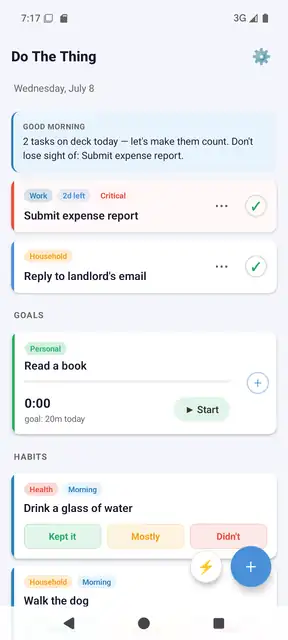 7:17 3G
Do The Thing
Wednesday, July 8
GOOD MORNING
2 tasks on deck today — let's make them count. Don't
lose sight of: Submit expense report.
Work 2d left Critical
Submit expense report
Household
Reply to landlord's email
GOALS
Personal
Read a book
0:00
goal: 20m today
► Start
HABITS
Health Morning
Drink a glass of water
Kept it Mostly Didn't
Household Morning
Walk the dog